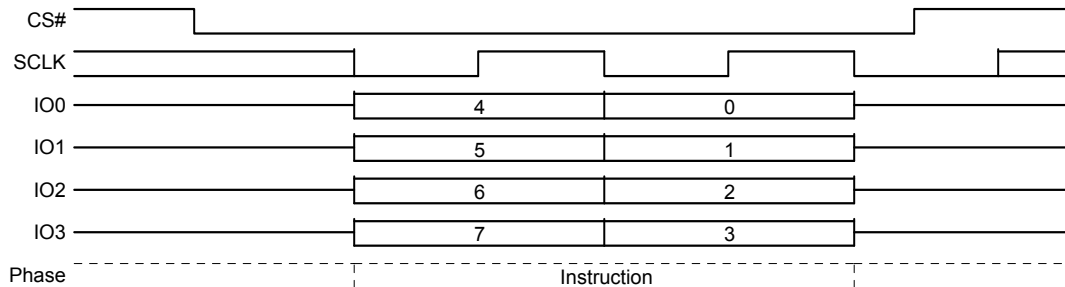 CS#
SCLK
IO0 4 0
IO1 5 1
IO2 6 2
IO3 7 3
Phase Instruction